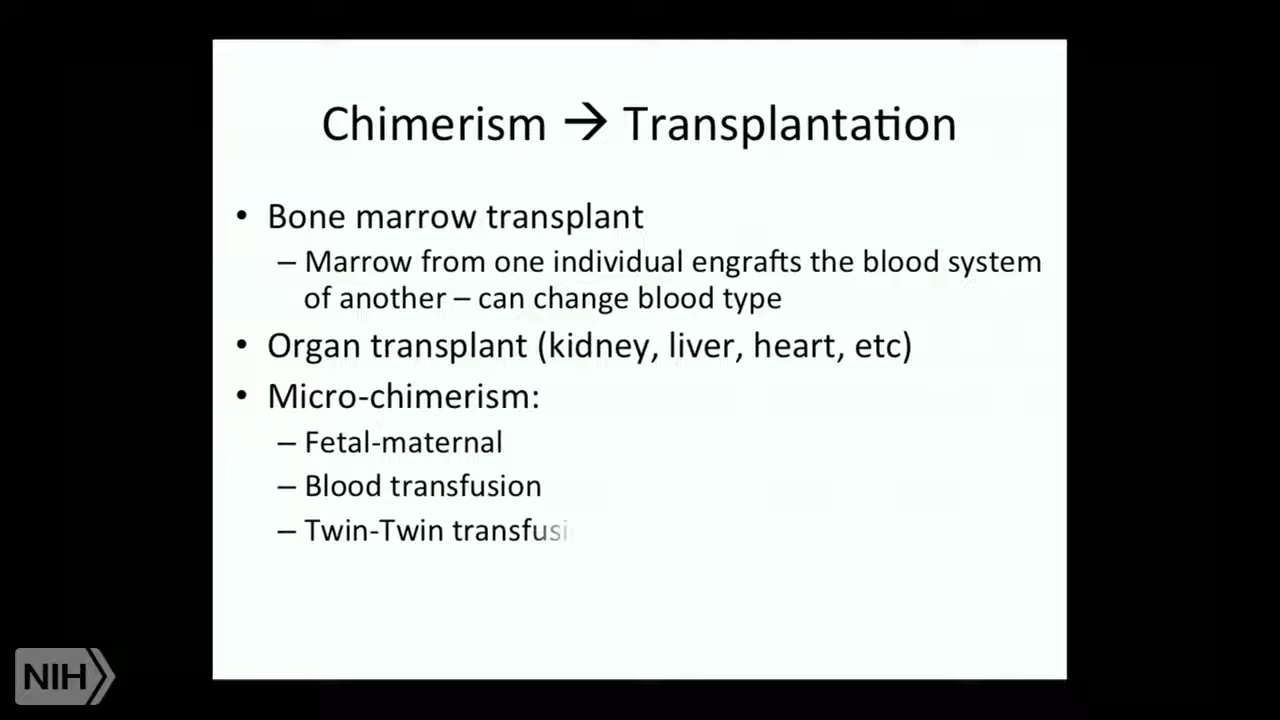 Chimerism → Transplantation
• Bone marrow transplant
– Marrow from one individual engrafts the blood system
of another – can change blood type
• Organ transplant (kidney, liver, heart, etc)
• Micro-chimerism:
– Fetal-maternal
– Blood transfusion
– Twin-Twin transfusi
NIH